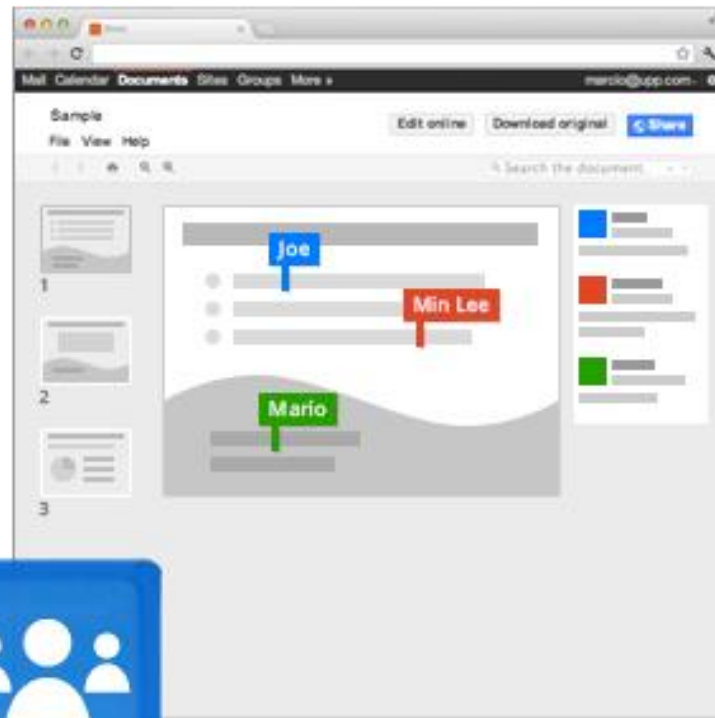 Mail Calendar Documents Sites Groups More »
marcio@upp.com
Sample
Edit online Download original Share
File View Help
Search the document
Joe
Min Lee
Mario
1
2
3